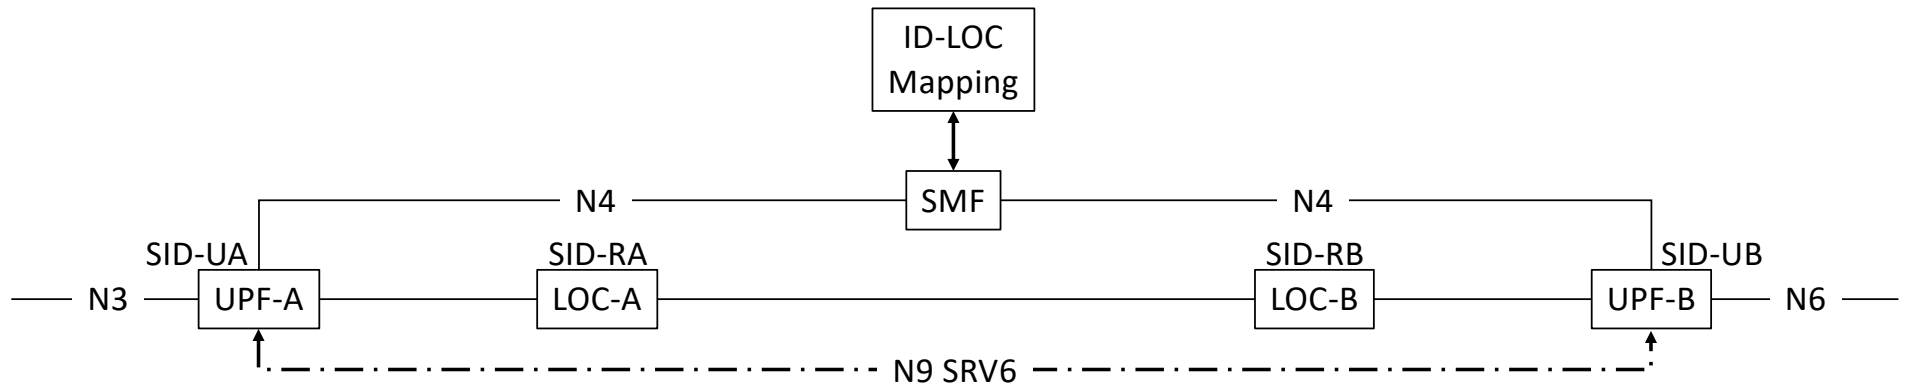 ID-LOC
Mapping
N4
SMF
N4
SID-UA
SID-RA
SID-RB
SID-UB
N3
UPF-A
LOC-A
LOC-B
UPF-B
N6
N9 SRV6